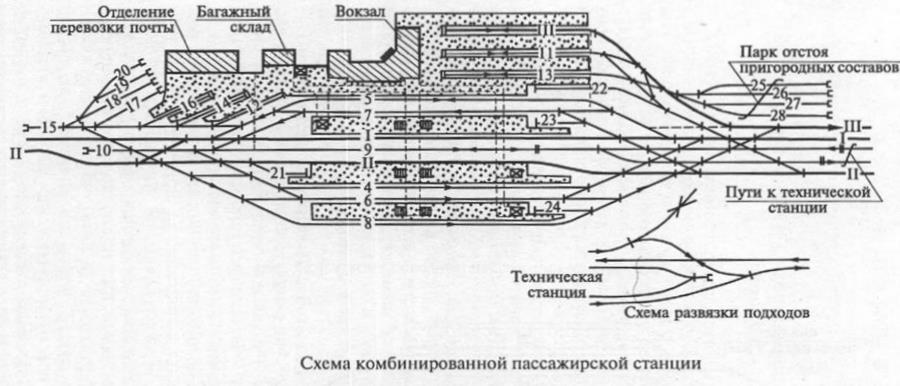 Отделение
перевозки почты
Багажный
склад
Вокзал
III
11
13
Парк отстоя
пригородных составов
25
26
27
28
20
19
18
17
16
14
15
5
22
7
23
15
I
III
I
II
10
9
II
II
21
4
6
24
8
Пути к технической
станции
Техническая
станция
Схема развязки подходов
Схема комбинированной пассажирской станции